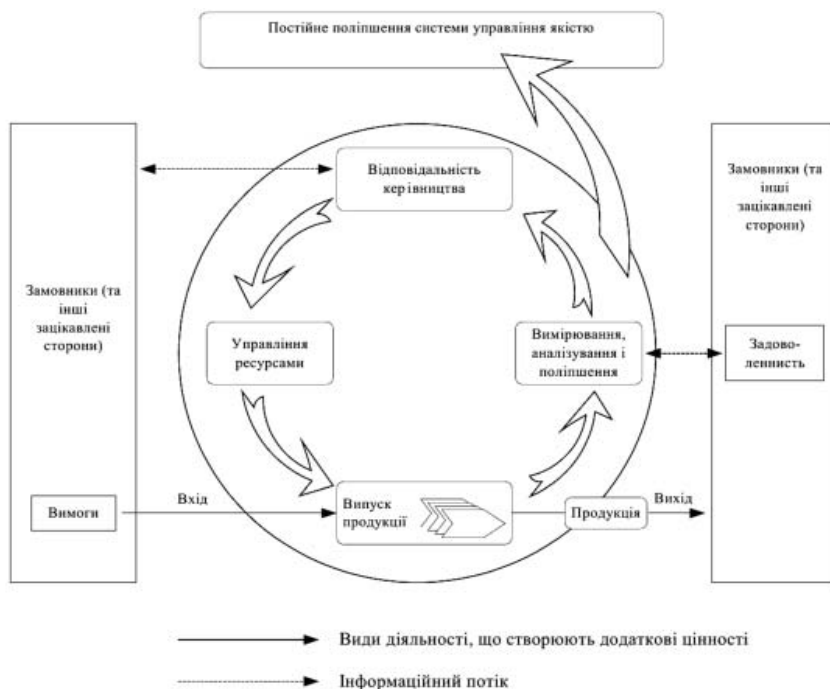 Постійне поліпшення системи управління якістю
Відповідальність
керівництва
Замовники (та
інші
зацікавлені
сторони)
Замовники (та
інші
зацікавлені
сторони)
Управління
ресурсами
Вимірювання,
аналізування і
поліпшення
Задово-
леннисть
Вимоги
Вхід
Випуск
продукції
Продукція
Вихід
Види діяльності, що створюють додаткові цінності
Інформаційний потік